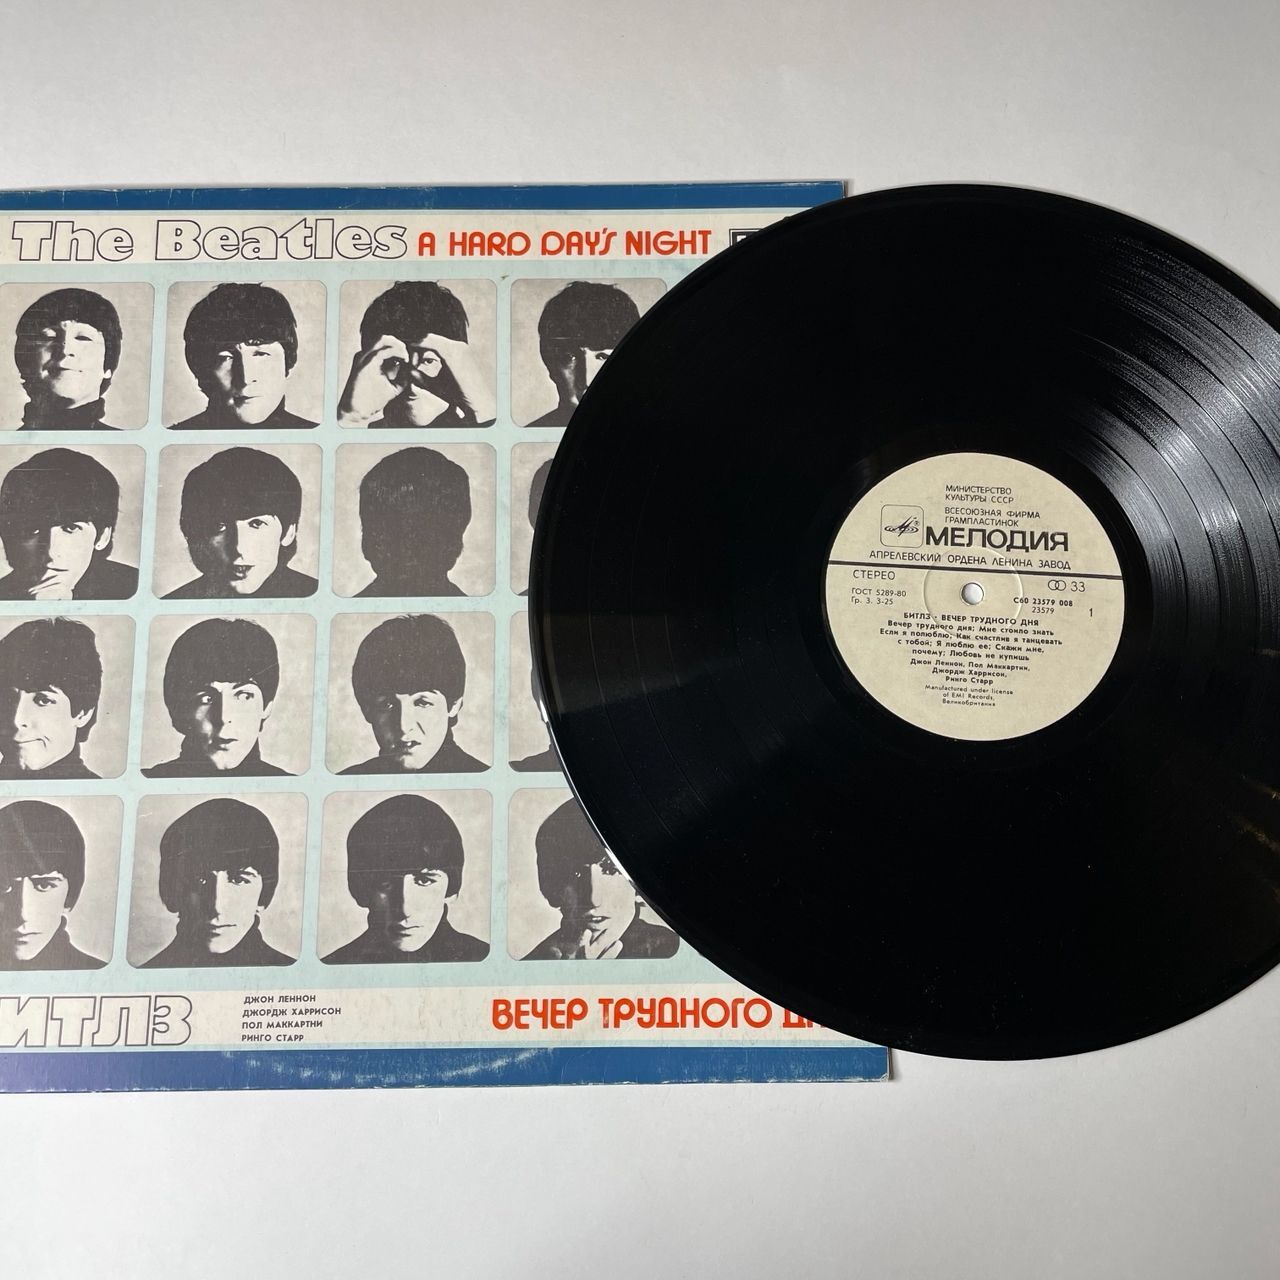 The Beatles A HARD DAY'S NIGHT
ИТЛЗ
ДЖОН ЛЕННОН
ДЖОРДЖ ХАРРИСОН
ПОЛ МАККАРТНИ
РИНГО СТАРР
ВЕЧЕР ТРУДНОГО
МИНИСТЕРСТВО
КУЛЬТУРЫ СССР
ВСЕСОЮЗНАЯ ФИРМА
ГРАМПЛАСТИНОК
МЕЛОДИЯ
АПРЕЛЕВСКИЙ ОРДЕНА ЛЕНИНА ЗАВОД
СТЕРЕО 33
ГОСТ 5289-80 С60 23579 008
Гр. 3. 3-25 23579 1
БИТЛЗ · ВЕЧЕР ТРУДНОГО ДНЯ
Вечер трудного дня; Мне стоило знать
Если я полюблю; Как счастлив я танцевать
с тобой; Я люблю ее; Скажи мне,
почему; Любовь не купишь
Джон Леннон, Пол Маккартни,
Джордж Харрисон,
Ринго Старр
Manufactured under license
of EMI Records,
Великобритания